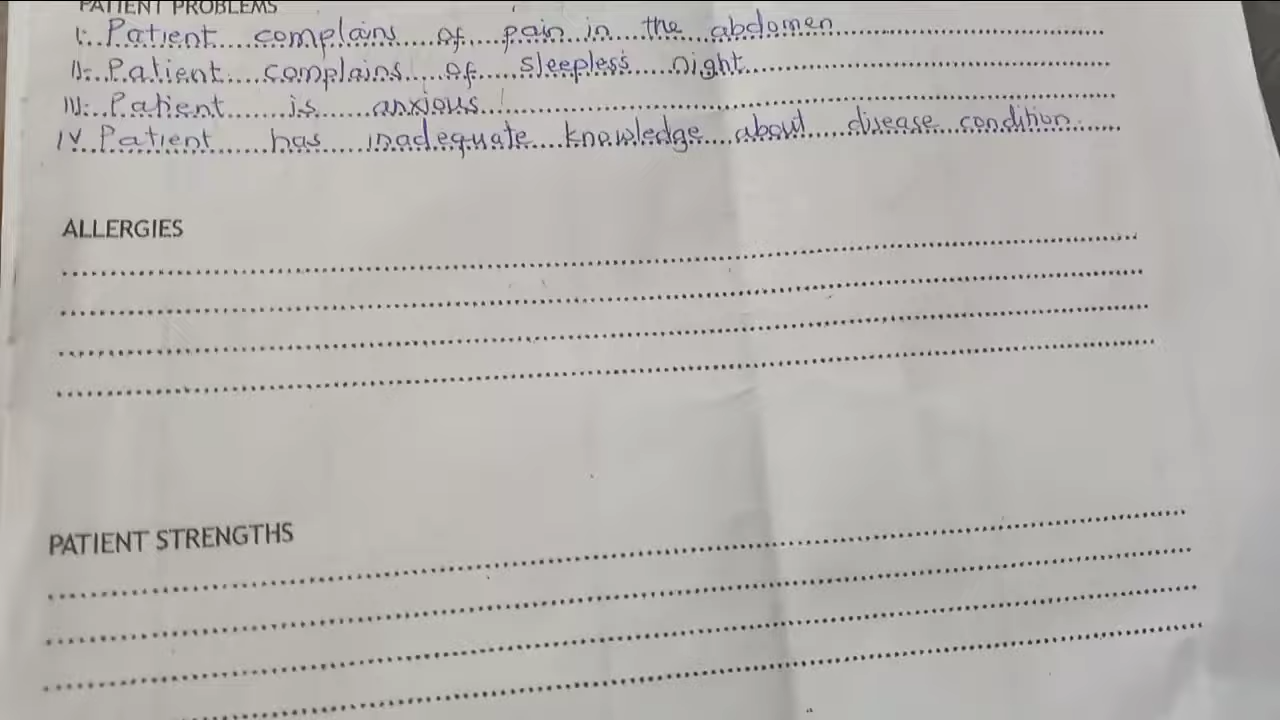 PATIENT PROBLEMS
I. Patient complains of pain in the abdomen
II. Patient complains of sleepless night
III. Patient is anxious
IV Patient has inadequate knowledge about disease condition.
ALLERGIES
PATIENT STRENGTHS